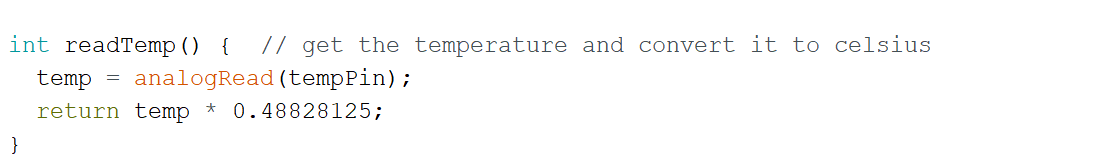 int readTemp() {  // get the temperature and convert it to celsius
  temp = analogRead(tempPin);
  return temp * 0.48828125;
}